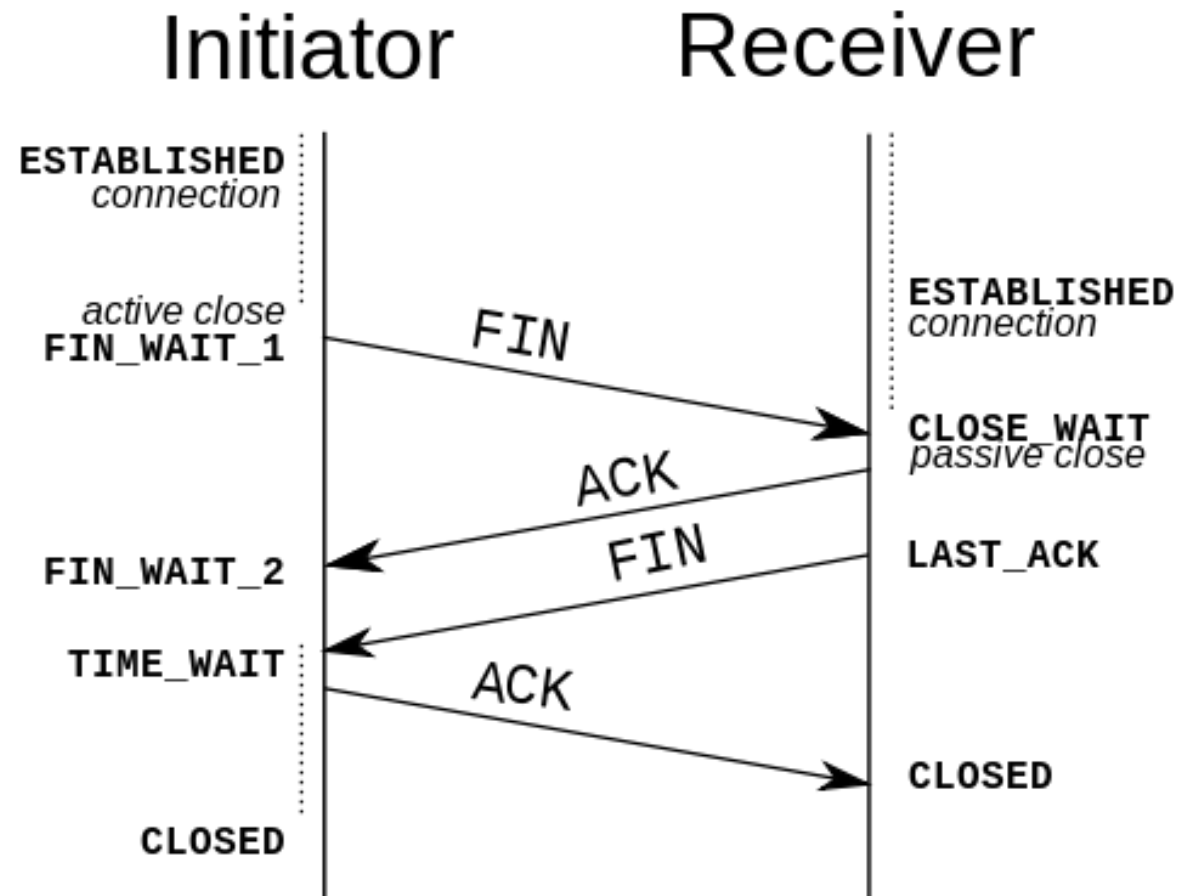 Initiator
Receiver
ESTABLISHED
connection
active close
FIN_WAIT_1
FIN
ESTABLISHED
connection
CLOSE_WAIT
passive close
ACK
FIN_WAIT_2
FIN
LAST_ACK
TIME_WAIT
ACK
CLOSED
CLOSED